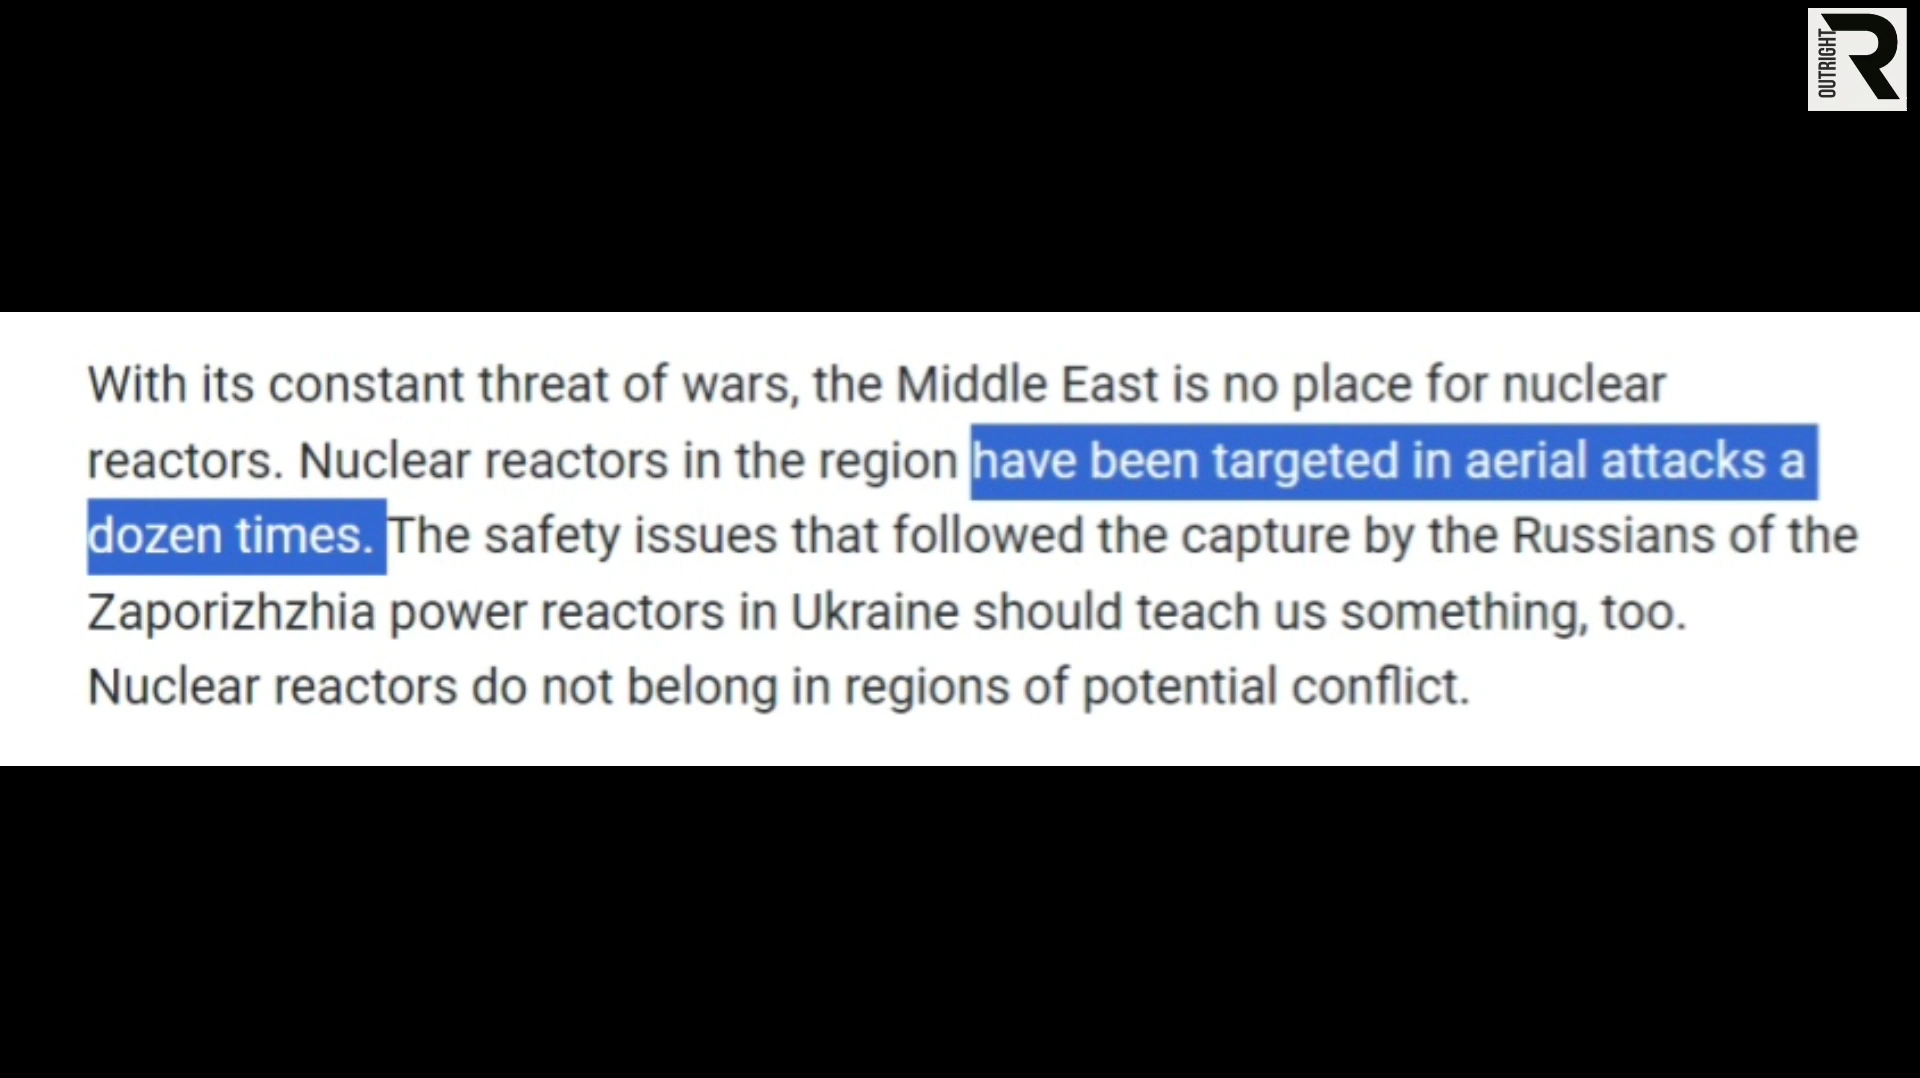 OUTRIGHT
R
With its constant threat of wars, the Middle East is no place for nuclear
reactors. Nuclear reactors in the region have been targeted in aerial attacks a
dozen times. The safety issues that followed the capture by the Russians of the
Zaporizhzhia power reactors in Ukraine should teach us something, too.
Nuclear reactors do not belong in regions of potential conflict.